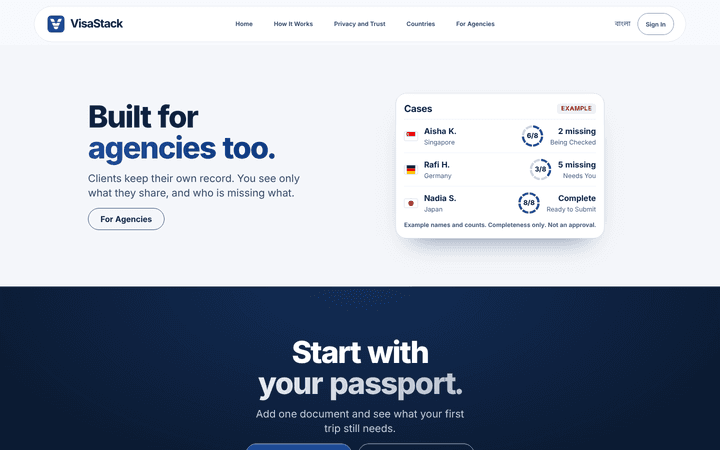 VisaStack
Home
How It Works
Privacy and Trust
Countries
For Agencies
বাংলা
Sign In
Built for
agencies too.
Clients keep their own record. You see only
what they share, and who is missing what.
For Agencies
Cases
EXAMPLE
Aisha K.
Singapore
6/8
2 missing
Being Checked
Rafi H.
Germany
3/8
5 missing
Needs You
Nadia S.
Japan
8/8
Complete
Ready to Submit
Example names and counts. Completeness only. Not an approval.
Start with
your passport.
Add one document and see what your first
trip still needs.